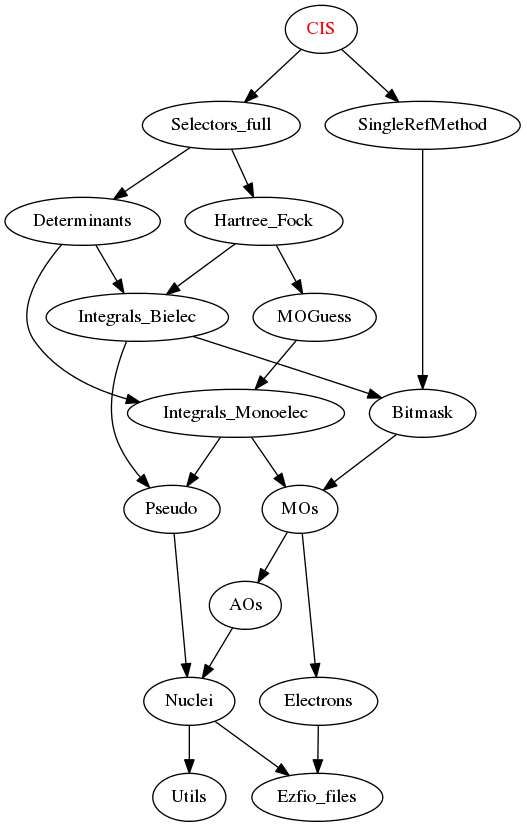 CIS
Selectors_full
SingleRefMethod
Determinants
Hartree_Fock
Integrals_Bielec
MOGuess
Integrals_Monoelec
Bitmask
Pseudo
MOs
AOs
Nuclei
Electrons
Utils
Ezfio_files